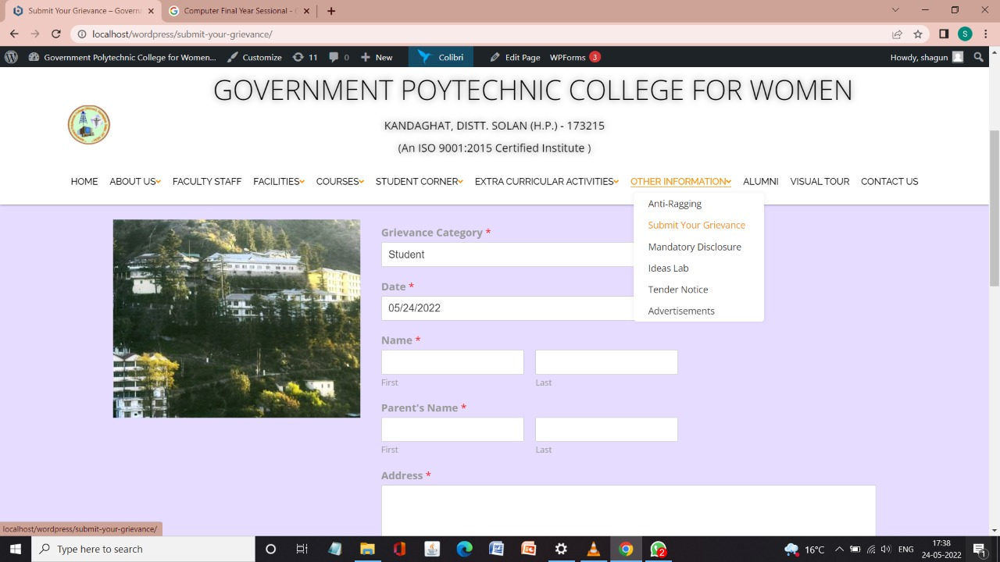 Submit Your Grievance – Govern
Computer Final Year Sessional - G
localhost/wordpress/submit-your-grievance/
S
Government Polytechnic College for Women...
Customize
11
0
New
Colibri
Edit Page
WPForms 3
Howdy, shagun
GOVERNMENT POYTECHNIC COLLEGE FOR WOMEN
KANDAGHAT, DISTT. SOLAN (H.P.) - 173215
(An ISO 9001:2015 Certified Institute )
HOME ABOUT US FACULTY STAFF FACILITIES COURSES STUDENT CORNER EXTRA CURRICULAR ACTIVITIES OTHER INFORMATION ALUMNI VISUAL TOUR CONTACT US
Anti-Ragging
Submit Your Grievance
Mandatory Disclosure
Ideas Lab
Tender Notice
Advertisements
Grievance Category *
Student
Date *
05/24/2022
Name *
First Last
Parent's Name *
First Last
Address *
localhost/wordpress/submit-your-grievance/
Type here to search
2
16°C
ENG
17:38
24-05-2022
1